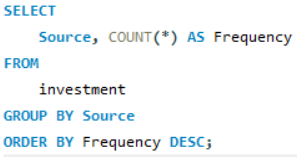 SELECT
    Source, COUNT(*) AS Frequency
FROM
    investment
GROUP BY Source
ORDER BY Frequency DESC;